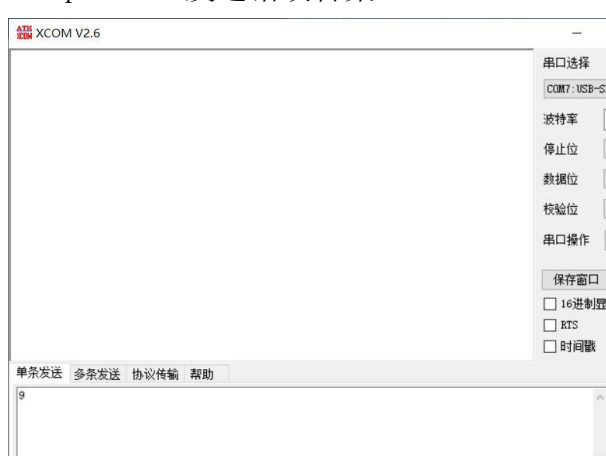 XCOM V2.6
串口选择
COM7:USB-S
波特率
停止位
数据位
校验位
串口操作
保存窗口
16进制显
RTS
时间戳
单条发送 多条发送 协议传输 帮助
9